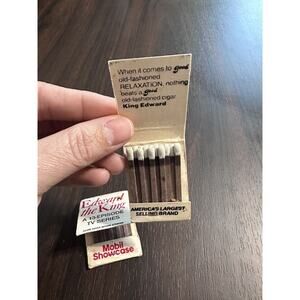 When it comes to good
old-fashioned
RELAXATION, nothing
beats a good
old-fashioned cigar
King Edward
AMERICA'S LARGEST
SELLING BRAND
Edward
the King
A 13-EPISODE
TV SERIES
Mobil
Showcase